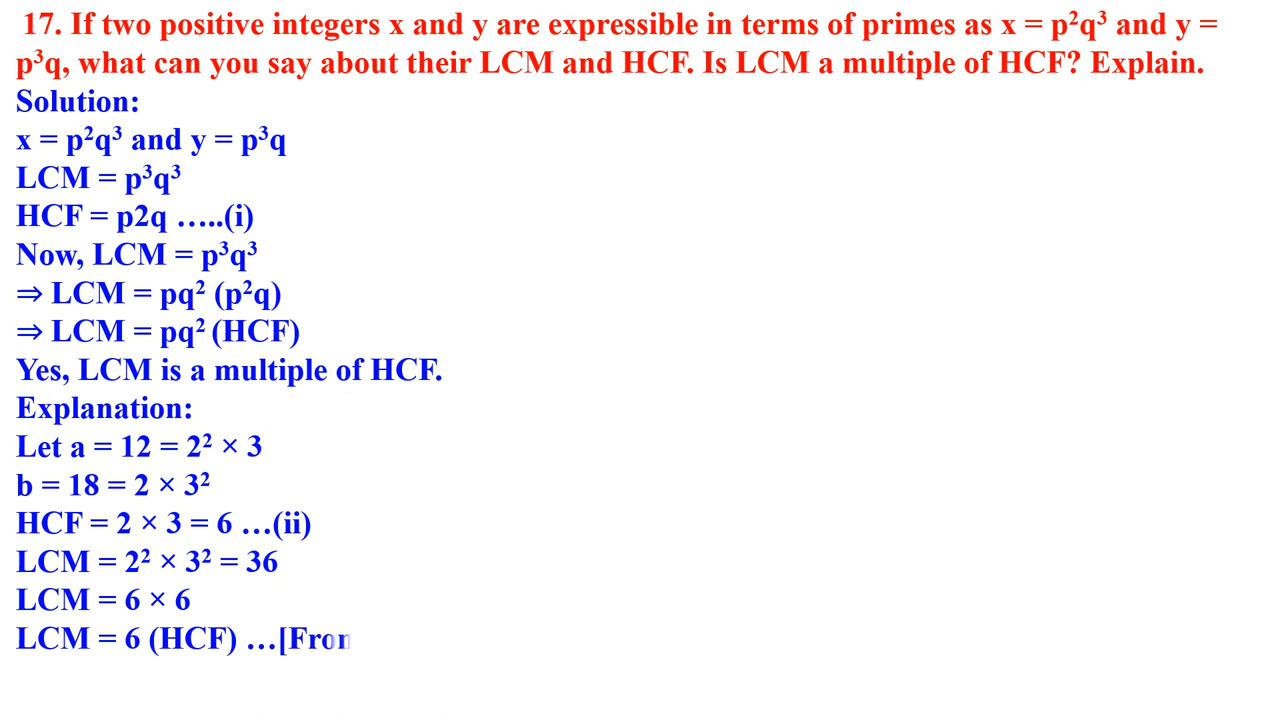 17. If two positive integers x and y are expressible in terms of primes as x = p²q³ and y =
p³q, what can you say about their LCM and HCF. Is LCM a multiple of HCF? Explain.
Solution:
x = p²q³ and y = p³q
LCM = p³q³
HCF = p2q …..(i)
Now, LCM = p³q³
⇒ LCM = pq² (p²q)
⇒ LCM = pq² (HCF)
Yes, LCM is a multiple of HCF.
Explanation:
Let a = 12 = 2² × 3
b = 18 = 2 × 3²
HCF = 2 × 3 = 6 …(ii)
LCM = 2² × 3² = 36
LCM = 6 × 6
LCM = 6 (HCF) …[